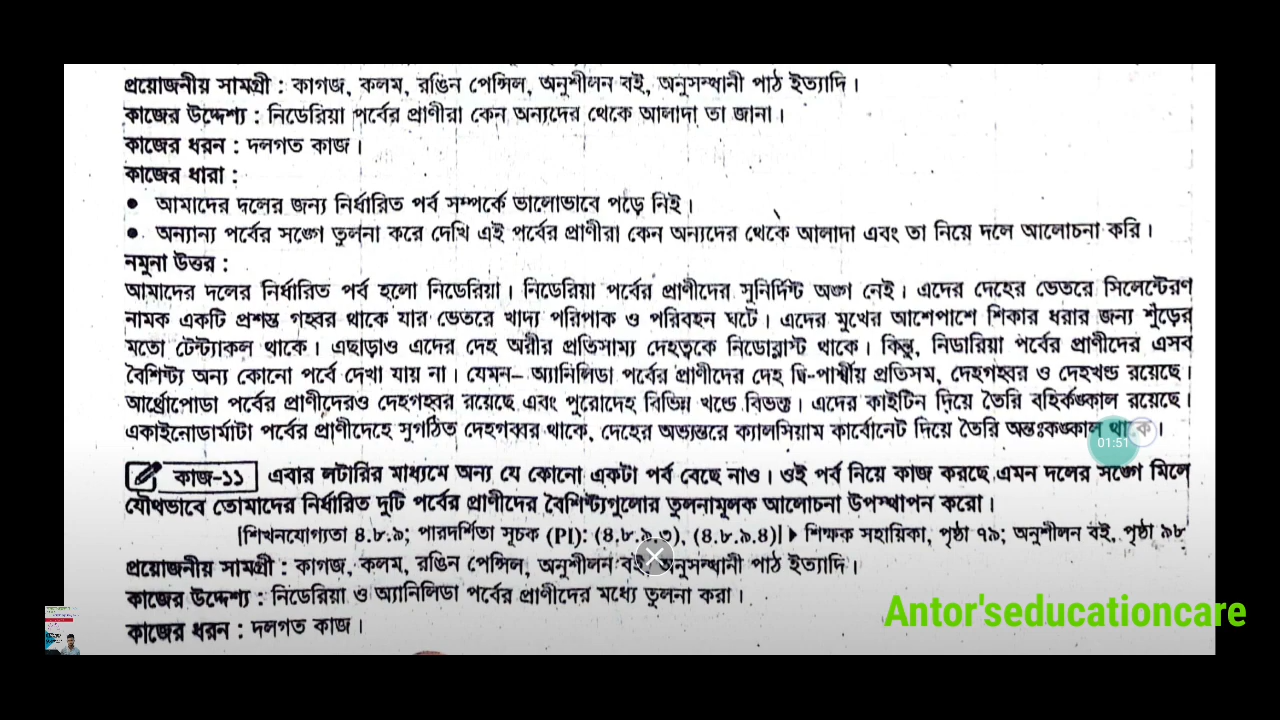 প্রয়োজনীয় সামগ্রী : কাগজ, কলম, রঙিন পেন্সিল, অনুশীলন বই, অনুসন্ধানী পাঠ ইত্যাদি।
কাজের উদ্দেশ্য : নিডেরিয়া পর্বের প্রাণীরা কেন অন্যদের থেকে আলাদা তা জানা।
কাজের ধরন : দলগত কাজ।
কাজের ধারা :
● আমাদের দলের জন্য নির্ধারিত পর্ব সম্পর্কে ভালোভাবে পড়ে নিই।
● অন্যান্য পর্বের সঙ্গে তুলনা করে দেখি এই পর্বের প্রাণীরা কেন অন্যদের থেকে আলাদা এবং তা নিয়ে দলে আলোচনা করি।
নমুনা উত্তর :
আমাদের দলের নির্ধারিত পর্ব হলো নিডেরিয়া। নিডেরিয়া পর্বের প্রাণীদের সুনির্দিষ্ট অঙ্গ নেই। এদের দেহের ভেতরে সিলেন্টেরণ
নামক একটি প্রশস্ত গহ্বর থাকে যার ভেতরে খাদ্য পরিপাক ও পরিবহন ঘটে। এদের মুখের আশেপাশে শিকার ধরার জন্য শুঁড়ের
মতো টেন্ট্যাকল থাকে। এছাড়াও এদের দেহ অরীর প্রতিসাম্য দেহত্বকে নিডোব্লাস্ট থাকে। কিন্তু, নিডারিয়া পর্বের প্রাণীদের এসব
বৈশিষ্ট্য অন্য কোনো পর্বে দেখা যায় না। যেমন– অ্যানিলিডা পর্বের প্রাণীদের দেহ দ্বি-পার্শ্বীয় প্রতিসম, দেহগহ্বর ও দেহখন্ড রয়েছে।
আর্থ্রোপোডা পর্বের প্রাণীদেরও দেহগহ্বর রয়েছে এবং পুরোদেহ বিভিন্ন খণ্ডে বিভক্ত। এদের কাইটিন দিয়ে তৈরি বহিঃকঙ্কাল রয়েছে।
একাইনোডার্মাটা পর্বের প্রাণীদেহে সুগঠিত দেহগব্বর থাকে, দেহের অভ্যন্তরে ক্যালসিয়াম কার্বোনেট দিয়ে তৈরি অন্তঃকঙ্কাল থাকে।
01:51
কাজ-১১ এবার লটারির মাধ্যমে অন্য যে কোনো একটা পর্ব বেছে নাও। ওই পর্ব নিয়ে কাজ করছে এমন দলের সঙ্গে মিলে
যৌথভাবে তোমাদের নির্ধারিত দুটি পর্বের প্রাণীদের বৈশিষ্ট্যগুলোর তুলনামূলক আলোচনা উপস্থাপন করো।
[শিখনযোগ্যতা ৪.৮.৯; পারদর্শিতা সূচক (PI): (৪.৮.৯.৩), (৪.৮.৯.৪)] ▶ শিক্ষক সহায়িকা, পৃষ্ঠা ৭৯; অনুশীলন বই, পৃষ্ঠা ৯৮
প্রয়োজনীয় সামগ্রী : কাগজ, কলম, রঙিন পেন্সিল, অনুশীলন বই, অনুসন্ধানী পাঠ ইত্যাদি।
কাজের উদ্দেশ্য : নিডেরিয়া ও অ্যানিলিডা পর্বের প্রাণীদের মধ্যে তুলনা করা।
কাজের ধরন : দলগত কাজ।
Antor'seducationcare